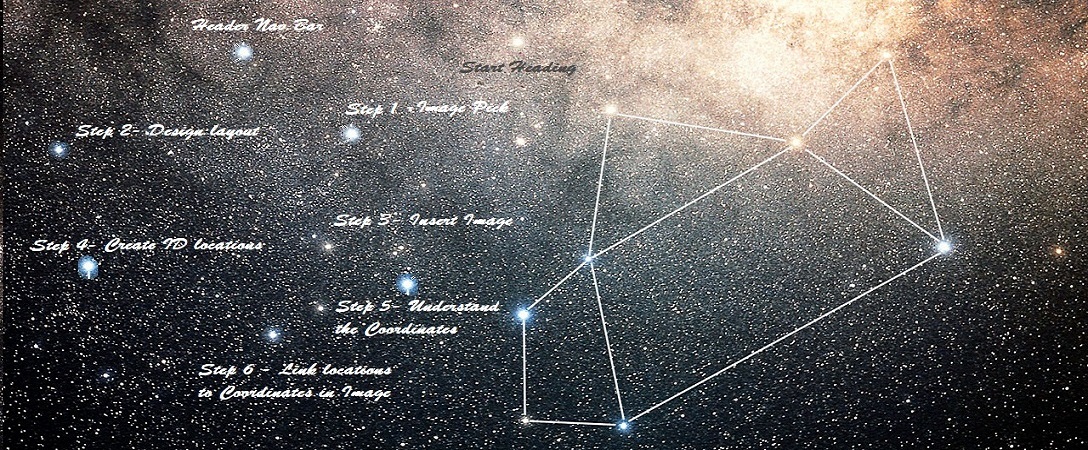 Header Nav Bar
Start Heading
Step 1 - Image Pick
Step 2- Design layout
Step 3- Insert Image
Step 4- Create ID locations
Step 5- Understand
the Coordinates
Step 6 - Link locations
to Coordinates in Image